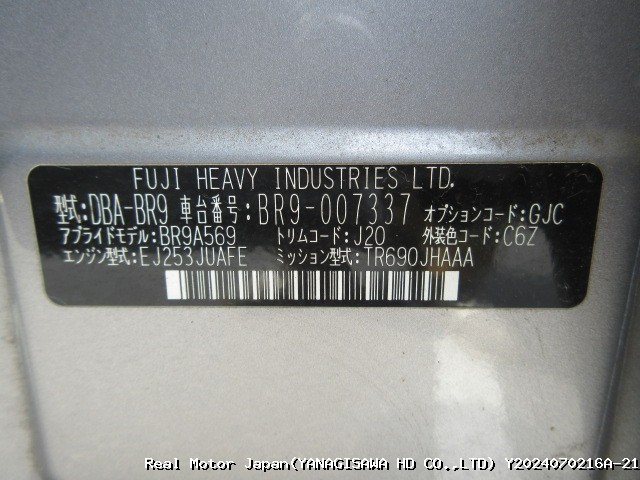 FUJI HEAVY INDUSTRIES LTD.
型式:DBA-BR9 車台番号:BR9-007337 オプションコード:GJC
アプライドモデル:BR9A569 トリムコード:J20 外装色コード:C6Z
エンジン型式:EJ253JUAFE ミッション型式:TR690JHAAA
Real Motor Japan(YANAGISAWA HD CO.,LTD) Y2024070216A-21